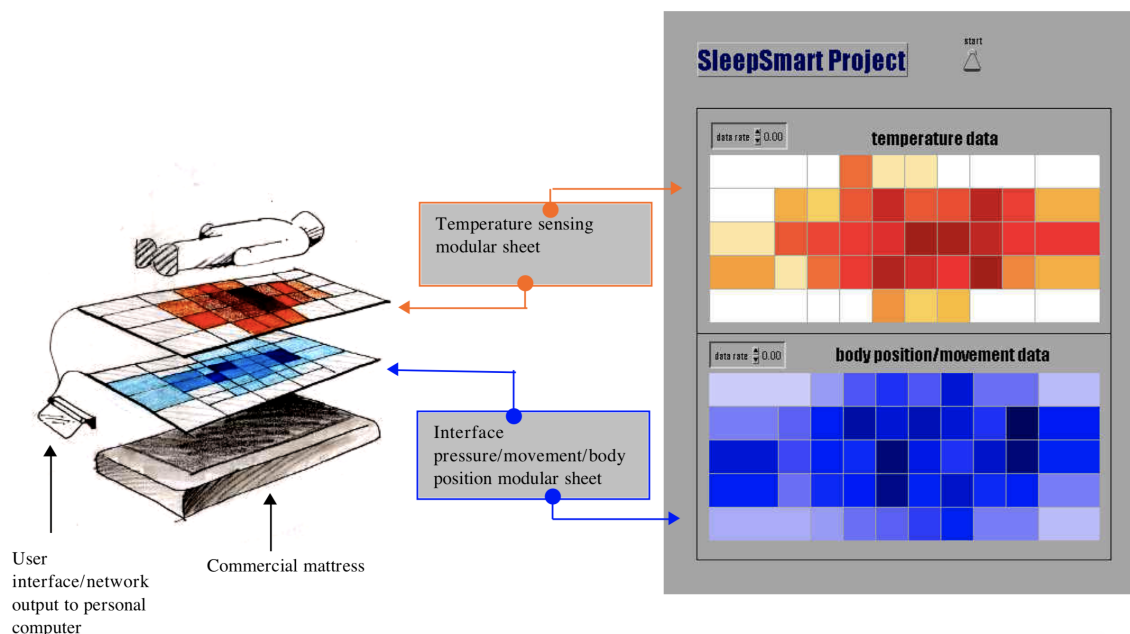 start
SleepSmart Project
data rate 0.00
temperature data
Temperature sensing
modular sheet
data rate 0.00
body position/movement data
Interface
pressure/movement/body
position modular sheet
User
interface/network
output to personal
computer
Commercial mattress